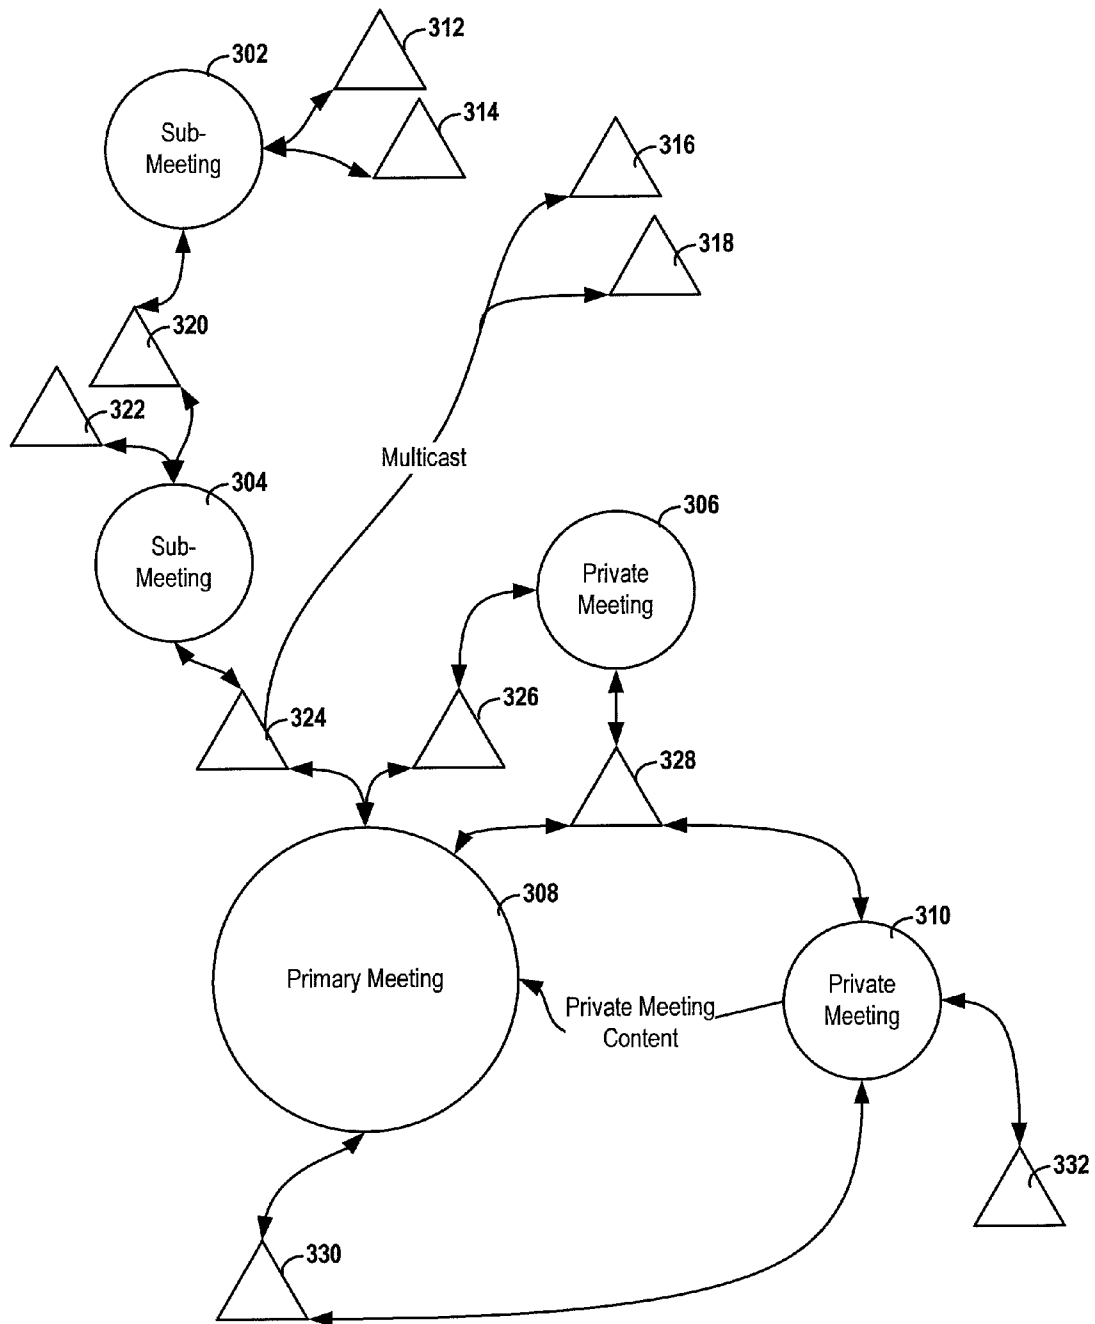 312
302
Sub-
Meeting
314
316
318
320
322
Multicast
304
Sub-
Meeting
306
Private
Meeting
324
326
328
308
Primary Meeting
310
Private
Meeting
Private Meeting
Content
332
330